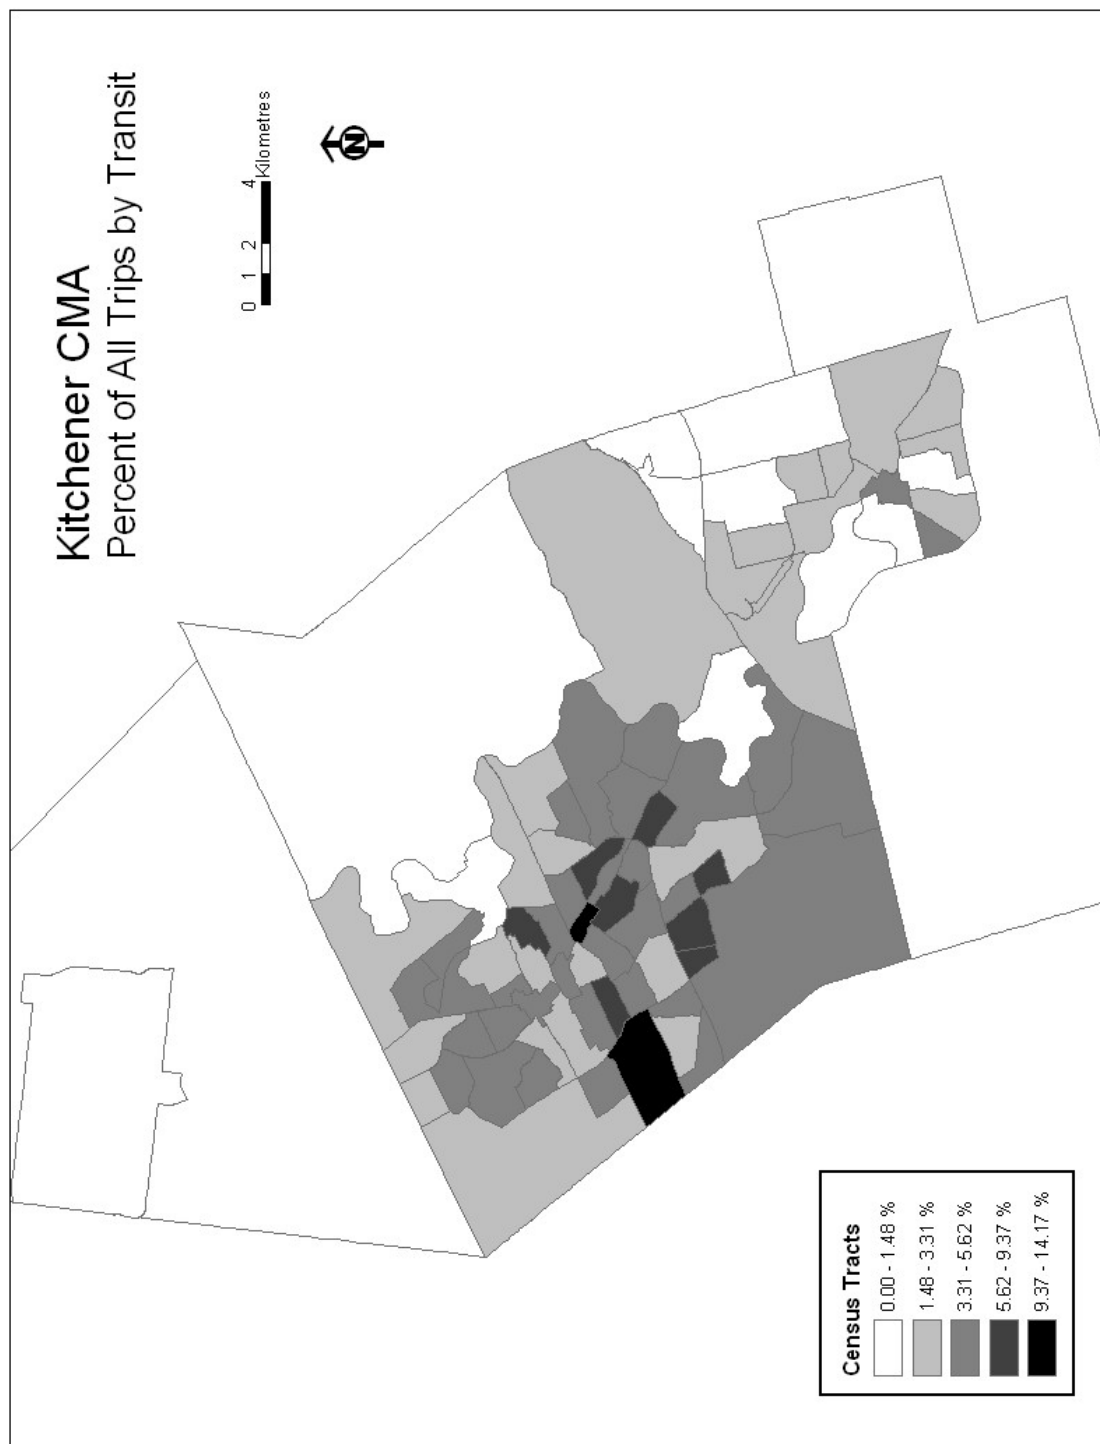 Kitchener CMA
Percent of All Trips by Transit
0 1 2 4
Kilometres
N
Census Tracts
0.00 - 1.48 %
1.48 - 3.31 %
3.31 - 5.62 %
5.62 - 9.37 %
9.37 - 14.17 %